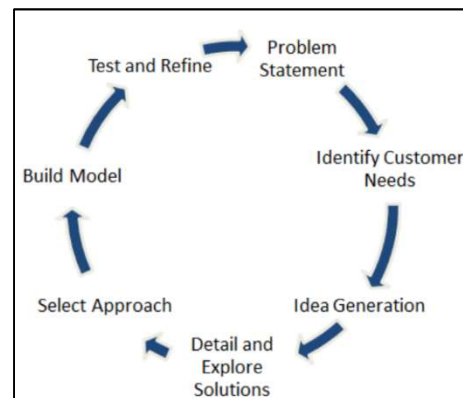 Problem
Statement
Identify Customer
Needs
Idea Generation
Detail and
Explore
Solutions
Select Approach
Build Model
Test and Refine